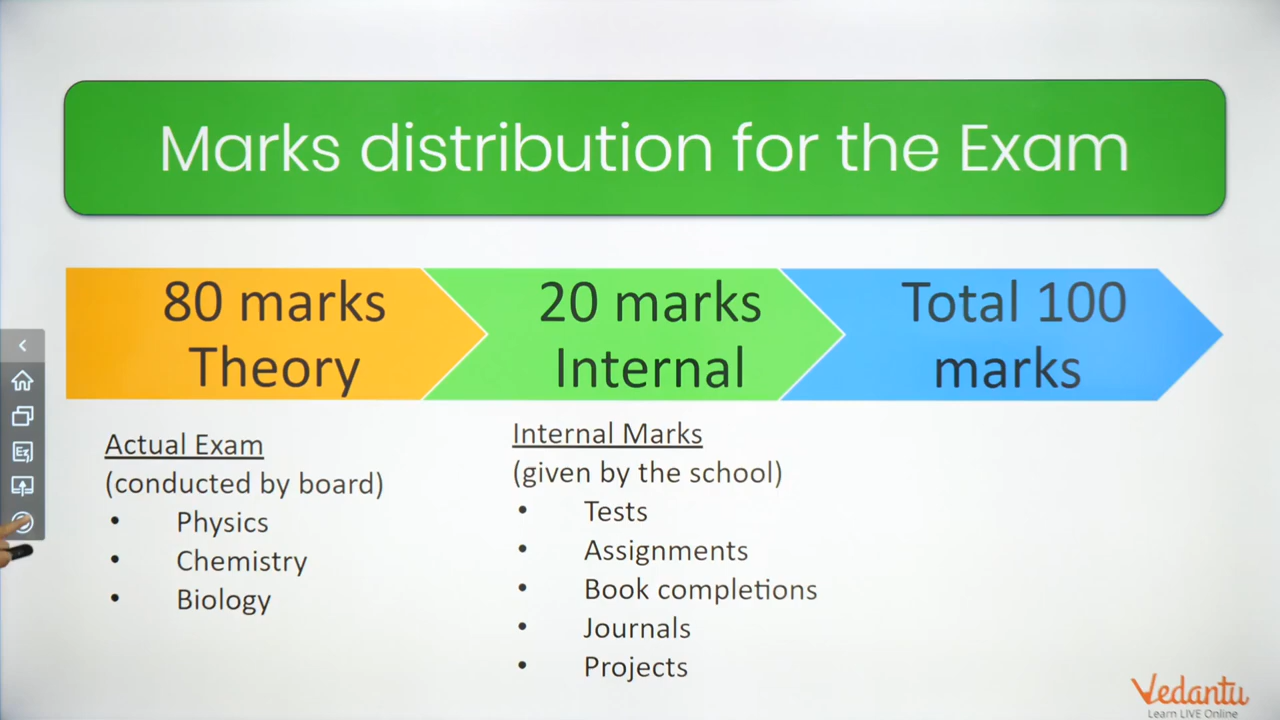 Marks distribution for the Exam
80 marks
Theory
20 marks
Internal
Total 100
marks
Actual Exam
(conducted by board)
• Physics
• Chemistry
• Biology
Internal Marks
(given by the school)
• Tests
• Assignments
• Book completions
• Journals
• Projects
Vedantu
Learn LIVE Online